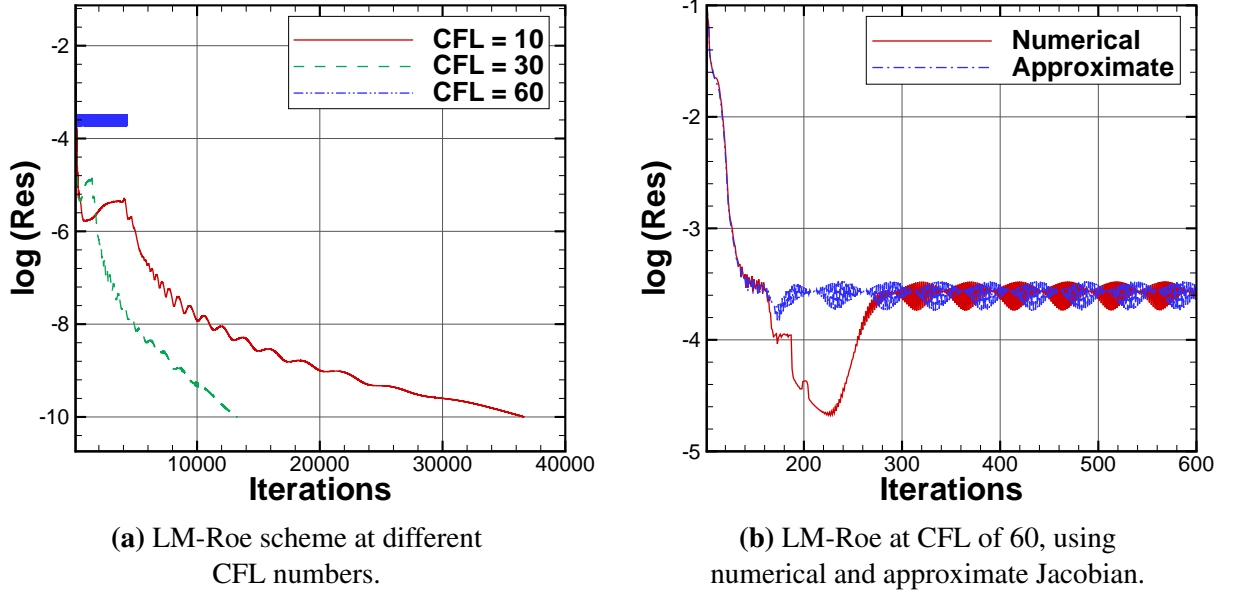 -2
-4
-6
-8
-10
log (Res)
10000
20000
30000
40000
Iterations
CFL = 10
CFL = 30
CFL = 60
(a) LM-Roe scheme at different
CFL numbers.
-1
-2
-3
-4
-5
log (Res)
200
300
400
500
600
Iterations
Numerical
Approximate
(b) LM-Roe at CFL of 60, using
numerical and approximate Jacobian.